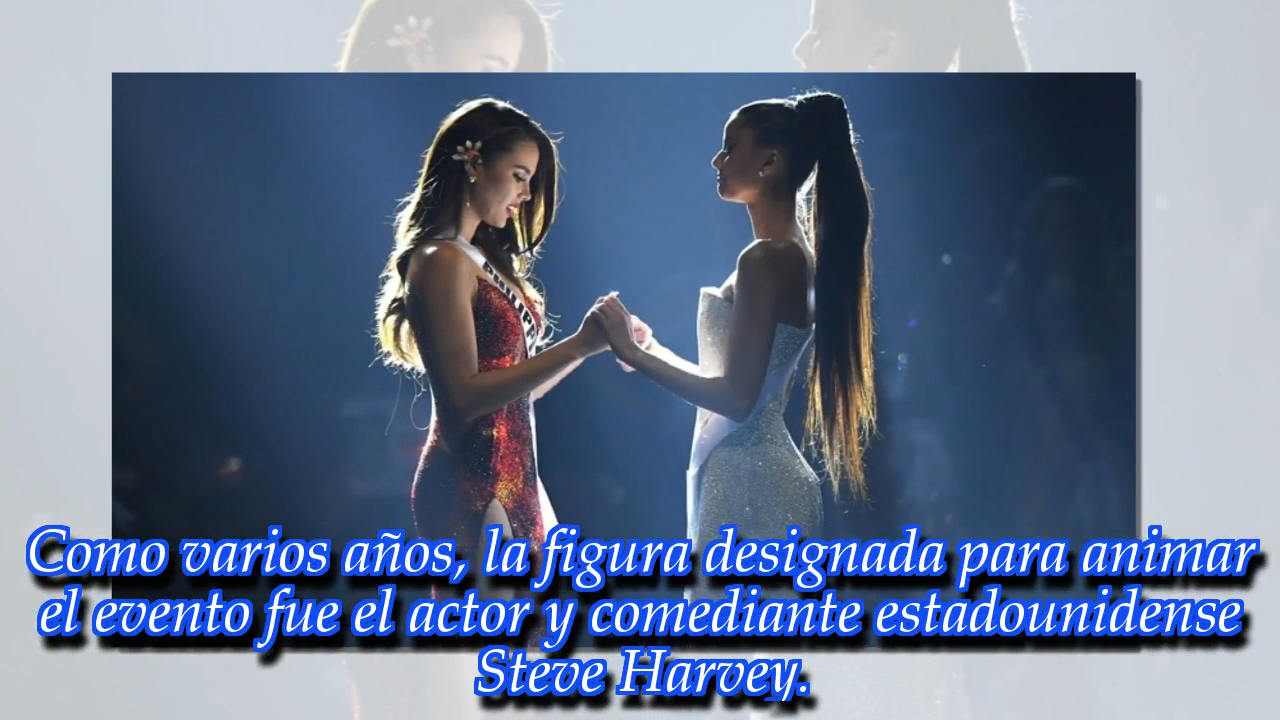 Como varios años, la figura designada para animar
el evento fue el actor y comediante estadounidense
Steve Harvey.